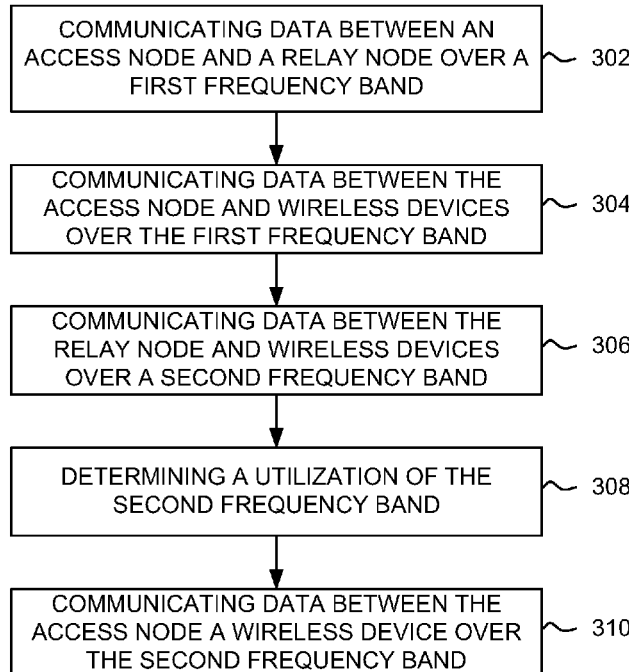 COMMUNICATING DATA BETWEEN AN
ACCESS NODE AND A RELAY NODE OVER A
FIRST FREQUENCY BAND
302
COMMUNICATING DATA BETWEEN THE
ACCESS NODE AND WIRELESS DEVICES
OVER THE FIRST FREQUENCY BAND
304
COMMUNICATING DATA BETWEEN THE
RELAY NODE AND WIRELESS DEVICES
OVER A SECOND FREQUENCY BAND
306
DETERMINING A UTILIZATION OF THE
SECOND FREQUENCY BAND
308
COMMUNICATING DATA BETWEEN THE
ACCESS NODE A WIRELESS DEVICE OVER
THE SECOND FREQUENCY BAND
310